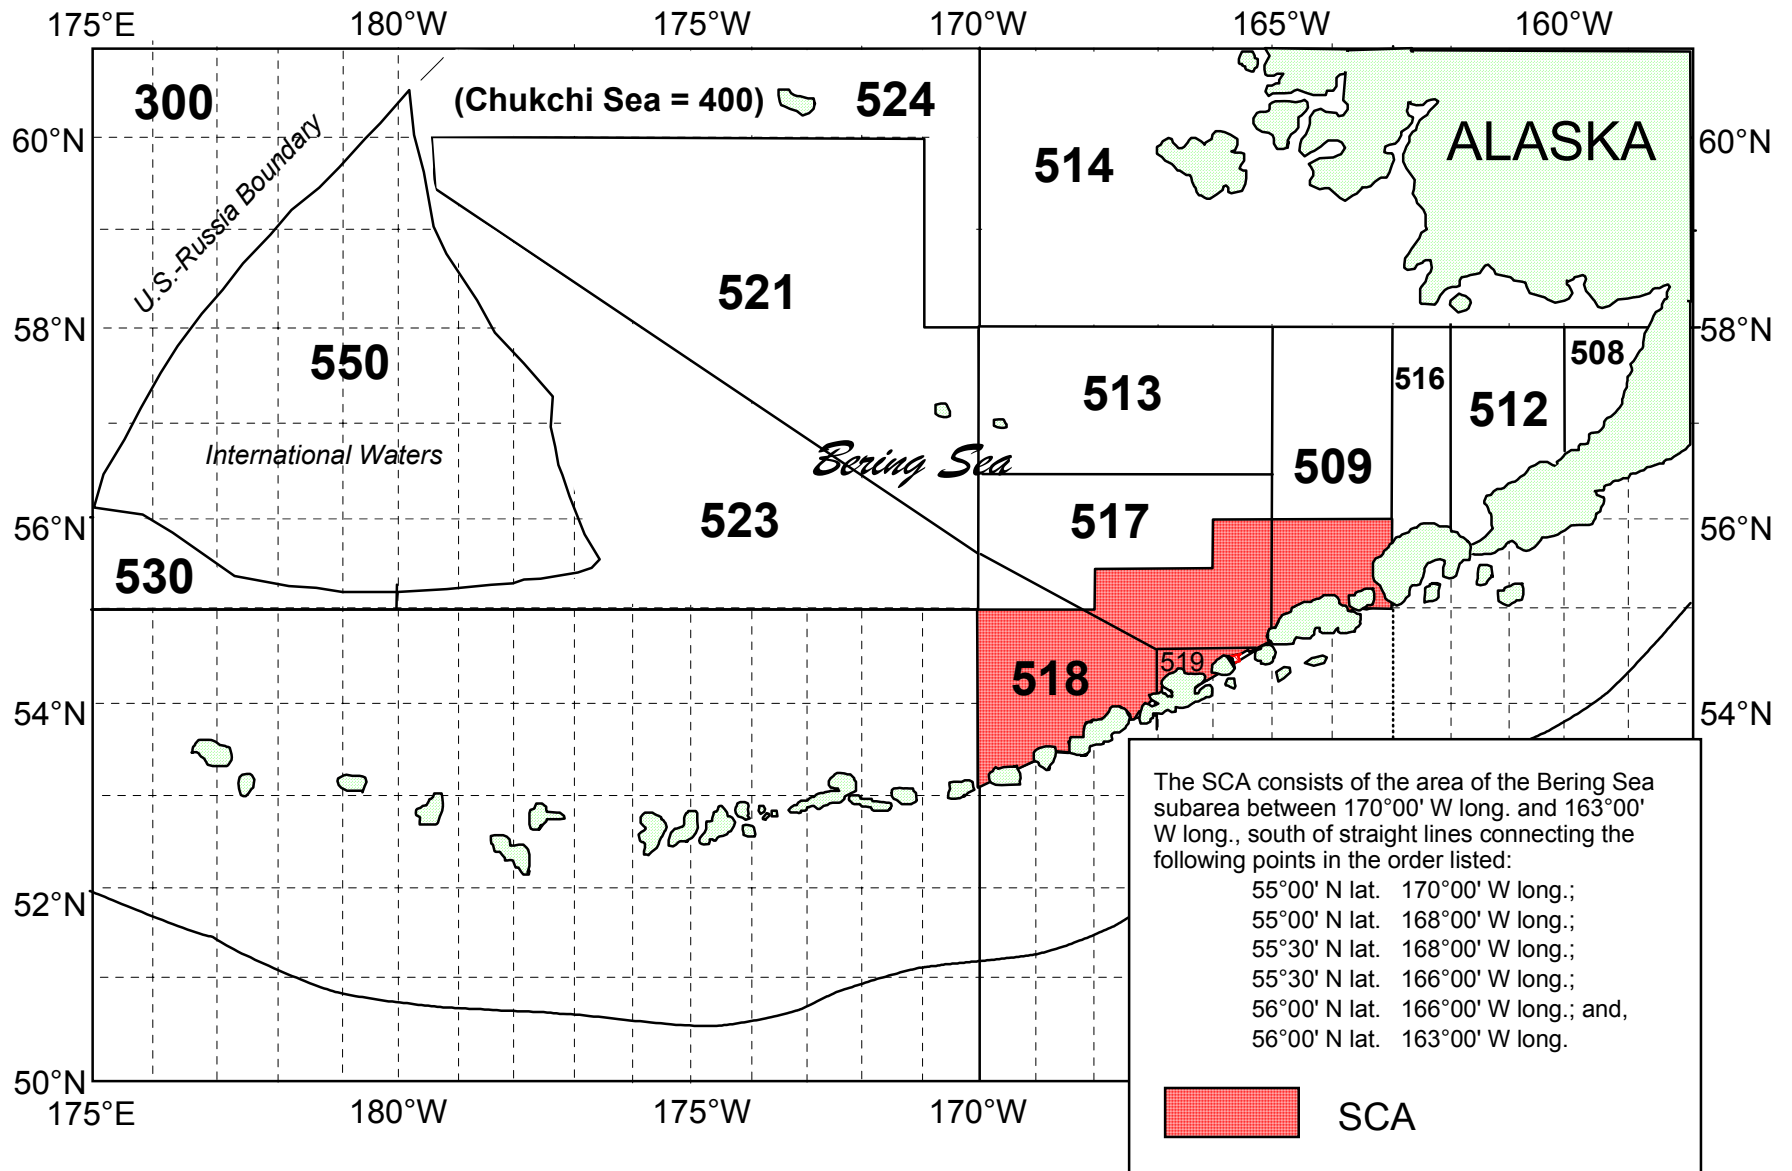 175°E 180°W 175°W 170°W 165°W 160°W
300
(Chukchi Sea = 400)
524
60°N
60°N
ALASKA
514
U.S.-Russia Boundary
521
58°N
58°N
550
513
516
508
512
International Waters
Bering Sea
509
523
517
56°N
56°N
530
518
519
54°N
54°N
52°N
50°N
175°E 180°W 175°W 170°W
The SCA consists of the area of the Bering Sea
subarea between 170°00' W long. and 163°00'
W long., south of straight lines connecting the
following points in the order listed:
55°00' N lat. 170°00' W long.;
55°00' N lat. 168°00' W long.;
55°30' N lat. 168°00' W long.;
55°30' N lat. 166°00' W long.;
56°00' N lat. 166°00' W long.; and,
56°00' N lat. 163°00' W long.
SCA